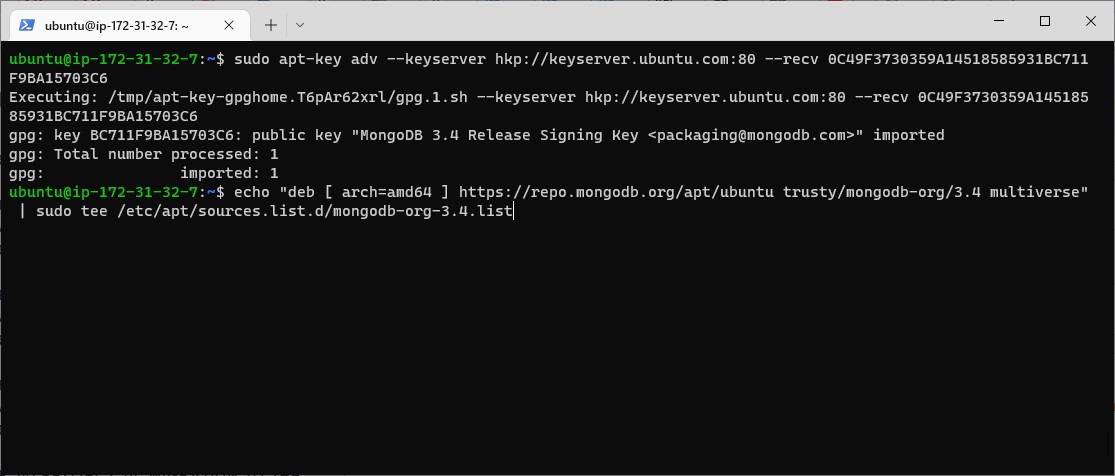 ubuntu@ip-172-31-32-7: ~
ubuntu@ip-172-31-32-7:~$ sudo apt-key adv --keyserver hkp://keyserver.ubuntu.com:80 --recv 0C49F3730359A14518585931BC711
F9BA15703C6
Executing: /tmp/apt-key-gpghome.T6pAr62xrl/gpg.1.sh --keyserver hkp://keyserver.ubuntu.com:80 --recv 0C49F3730359A145185
85931BC711F9BA15703C6
gpg: key BC711F9BA15703C6: public key "MongoDB 3.4 Release Signing Key <packaging@mongodb.com>" imported
gpg: Total number processed: 1
gpg:               imported: 1
ubuntu@ip-172-31-32-7:~$ echo "deb [ arch=amd64 ] https://repo.mongodb.org/apt/ubuntu trusty/mongodb-org/3.4 multiverse"
 | sudo tee /etc/apt/sources.list.d/mongodb-org-3.4.list